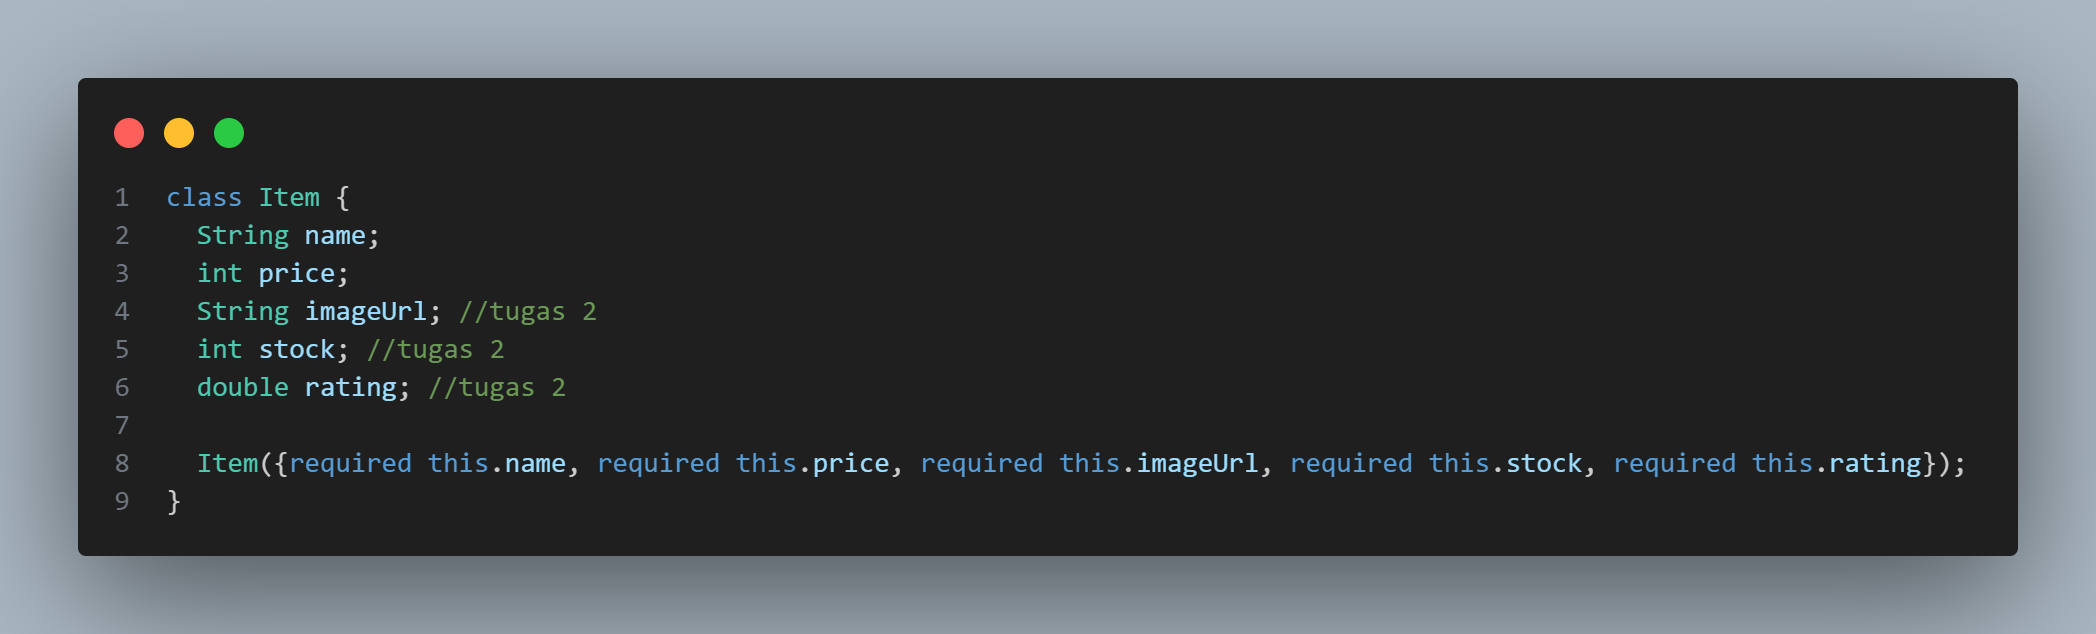 1 class Item {
2   String name;
3   int price;
4   String imageUrl; //tugas 2
5   int stock; //tugas 2
6   double rating; //tugas 2
7
8   Item({required this.name, required this.price, required this.imageUrl, required this.stock, required this.rating});
9 }